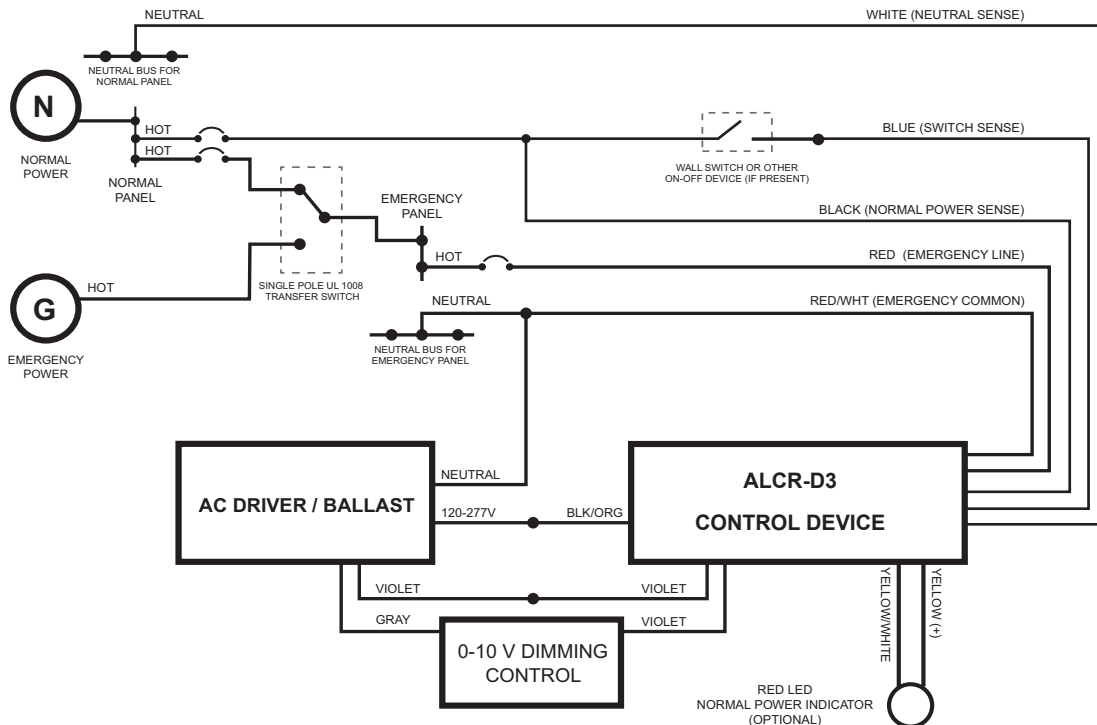 NEUTRAL
WHITE (NEUTRAL SENSE)
NEUTRAL BUS FOR
NORMAL PANEL
N
NORMAL
POWER
HOT
HOT
NORMAL
PANEL
BLUE (SWITCH SENSE)
WALL SWITCH OR OTHER
ON-OFF DEVICE (IF PRESENT)
EMERGENCY
PANEL
BLACK (NORMAL POWER SENSE)
HOT
RED (EMERGENCY LINE)
HOT
SINGLE POLE UL 1008
TRANSFER SWITCH
G
EMERGENCY
POWER
NEUTRAL
RED/WHT (EMERGENCY COMMON)
NEUTRAL BUS FOR
EMERGENCY PANEL
AC DRIVER / BALLAST
NEUTRAL
120-277V
BLK/ORG
ALCR-D3
CONTROL DEVICE
VIOLET
VIOLET
GRAY
VIOLET
0-10 V DIMMING
CONTROL
YELLOW/WHITE
YELLOW (+)
RED LED
NORMAL POWER INDICATOR
(OPTIONAL)